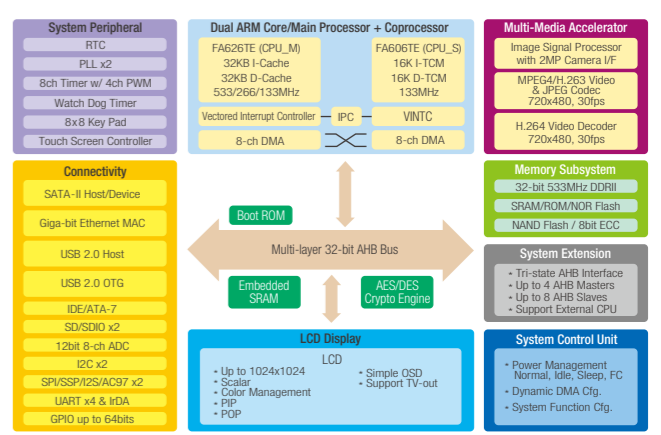 System Peripheral
RTC
PLL x2
8ch Timer w/ 4ch PWM
Watch Dog Timer
8x8 Key Pad
Touch Screen Controller
Dual ARM Core/Main Processor + Coprocessor
FA626TE (CPU_M)
32KB I-Cache
32KB D-Cache
533/266/133MHz
FA606TE (CPU_S)
16K I-TCM
16K D-TCM
133MHz
Vectored Interrupt Controller
IPC
VINTC
8-ch DMA
8-ch DMA
Multi-Media Accelerator
Image Signal Processor
with 2MP Camera I/F
MPEG4/H.263 Video
& JPEG Codec
720x480, 30fps
H.264 Video Decoder
720x480, 30fps
Connectivity
SATA-II Host/Device
Giga-bit Ethernet MAC
USB 2.0 Host
USB 2.0 OTG
IDE/ATA-7
SD/SDIO x2
12bit 8-ch ADC
I2C x2
SPI/SSP/I2S/AC97 x2
UART x4 & IrDA
GPIO up to 64bits
Boot ROM
Multi-layer 32-bit AHB Bus
Embedded
SRAM
AES/DES
Crypto Engine
Memory Subsystem
32-bit 533MHz DDRII
SRAM/ROM/NOR Flash
NAND Flash / 8bit ECC
System Extension
• Tri-state AHB Interface
• Up to 4 AHB Masters
• Up to 8 AHB Slaves
• Support External CPU
LCD Display
LCD
• Up to 1024x1024
• Scalar
• Color Management
• PIP
• POP
• Simple OSD
• Support TV-out
System Control Unit
• Power Management
Normal, Idle, Sleep, FC
• Dynamic DMA Cfg.
• System Function Cfg.